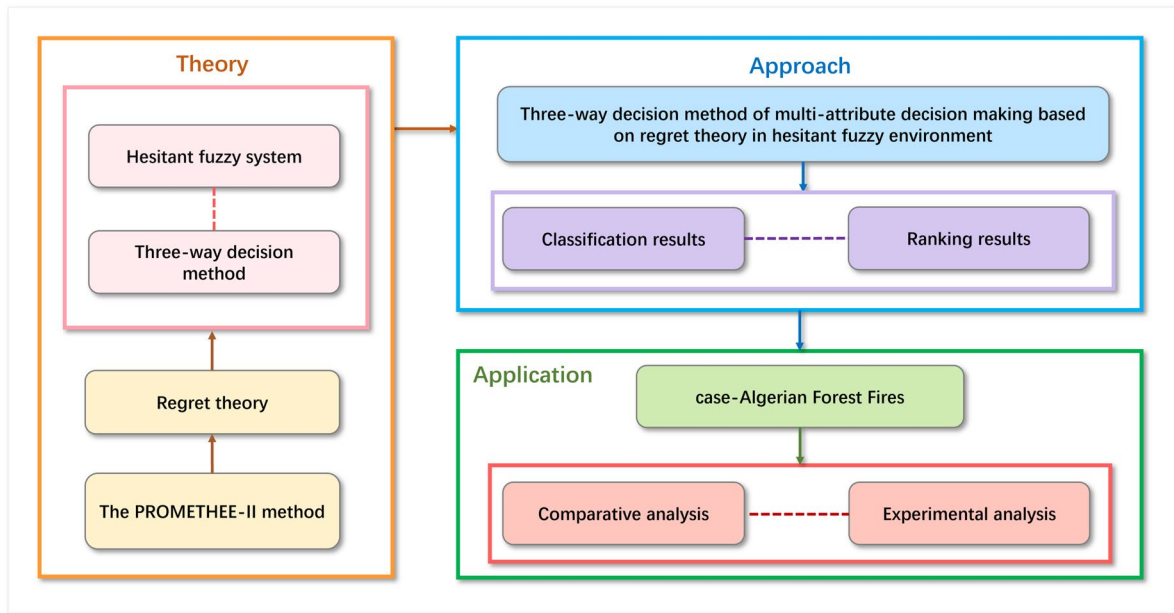 Theory
Hesitant fuzzy system
Three-way decision
method
Regret theory
The PROMETHEE-II method
Approach
Three-way decision method of multi-attribute decision making based
on regret theory in hesitant fuzzy environment
Classification results
Ranking results
Application
case-Algerian Forest Fires
Comparative analysis
Experimental analysis